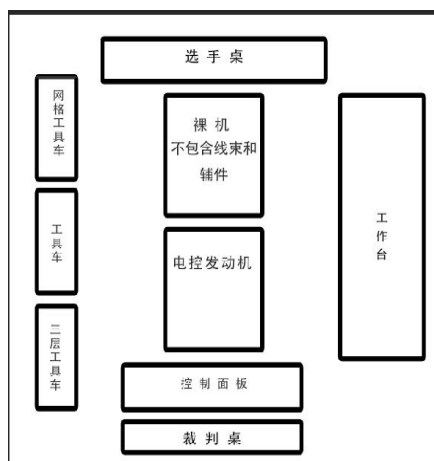 选手桌
网格工具车
裸机
不包含线束和
辅件
工具车
工作台
电控发动机
二层工具车
控制面板
裁判桌